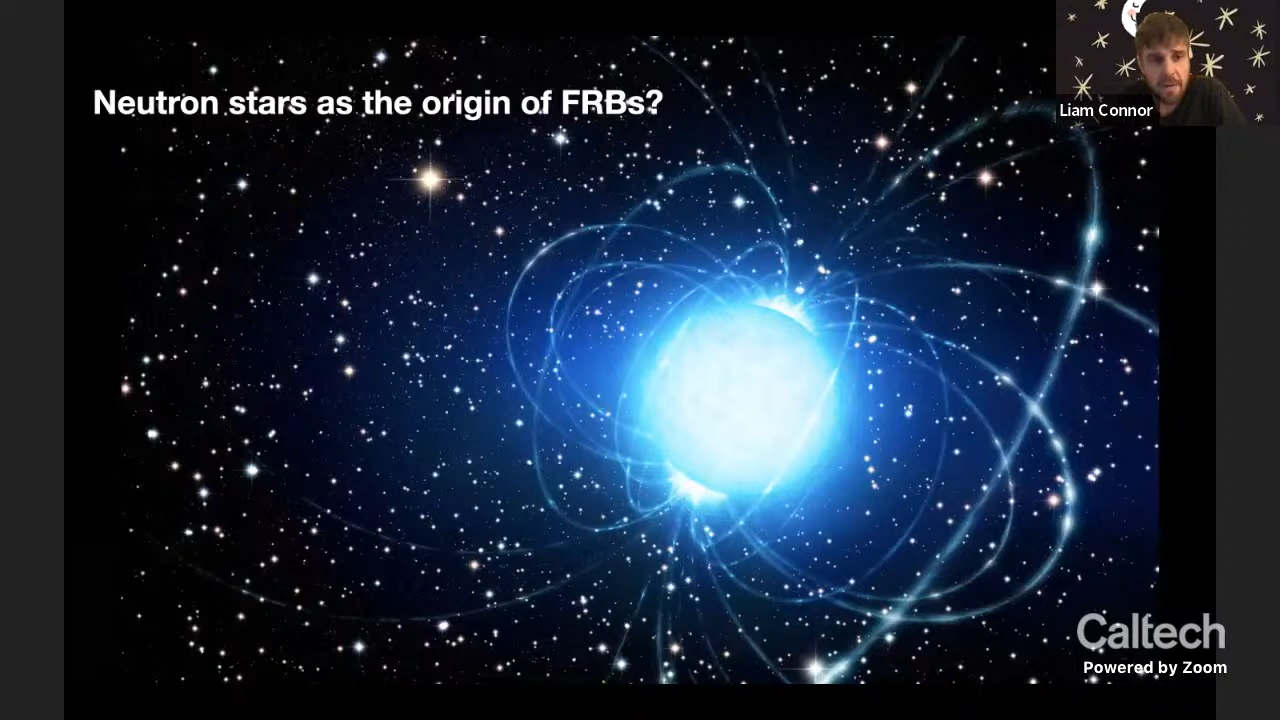 Neutron stars as the origin of FRBs?
Liam Connor
Caltech
Powered by Zoom